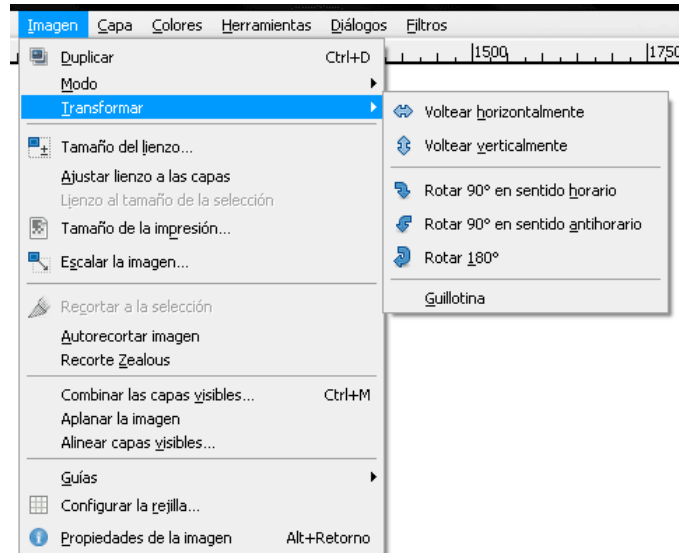 Imagen Capa Colores Herramientas Diálogos Filtros
1500 1750
Duplicar Ctrl+D
Modo
Transformar
Tamaño del lienzo...
Ajustar lienzo a las capas
Lienzo al tamaño de la selección
Tamaño de la impresión...
Escalar la imagen...
Recortar a la selección
Autorecortar imagen
Recorte Zealous
Combinar las capas visibles... Ctrl+M
Aplanar la imagen
Alinear capas visibles...
Guías
Configurar la rejilla...
Propiedades de la imagen Alt+Retorno
Voltear horizontalmente
Voltear verticalmente
Rotar 90° en sentido horario
Rotar 90° en sentido antihorario
Rotar 180°
Guillotina